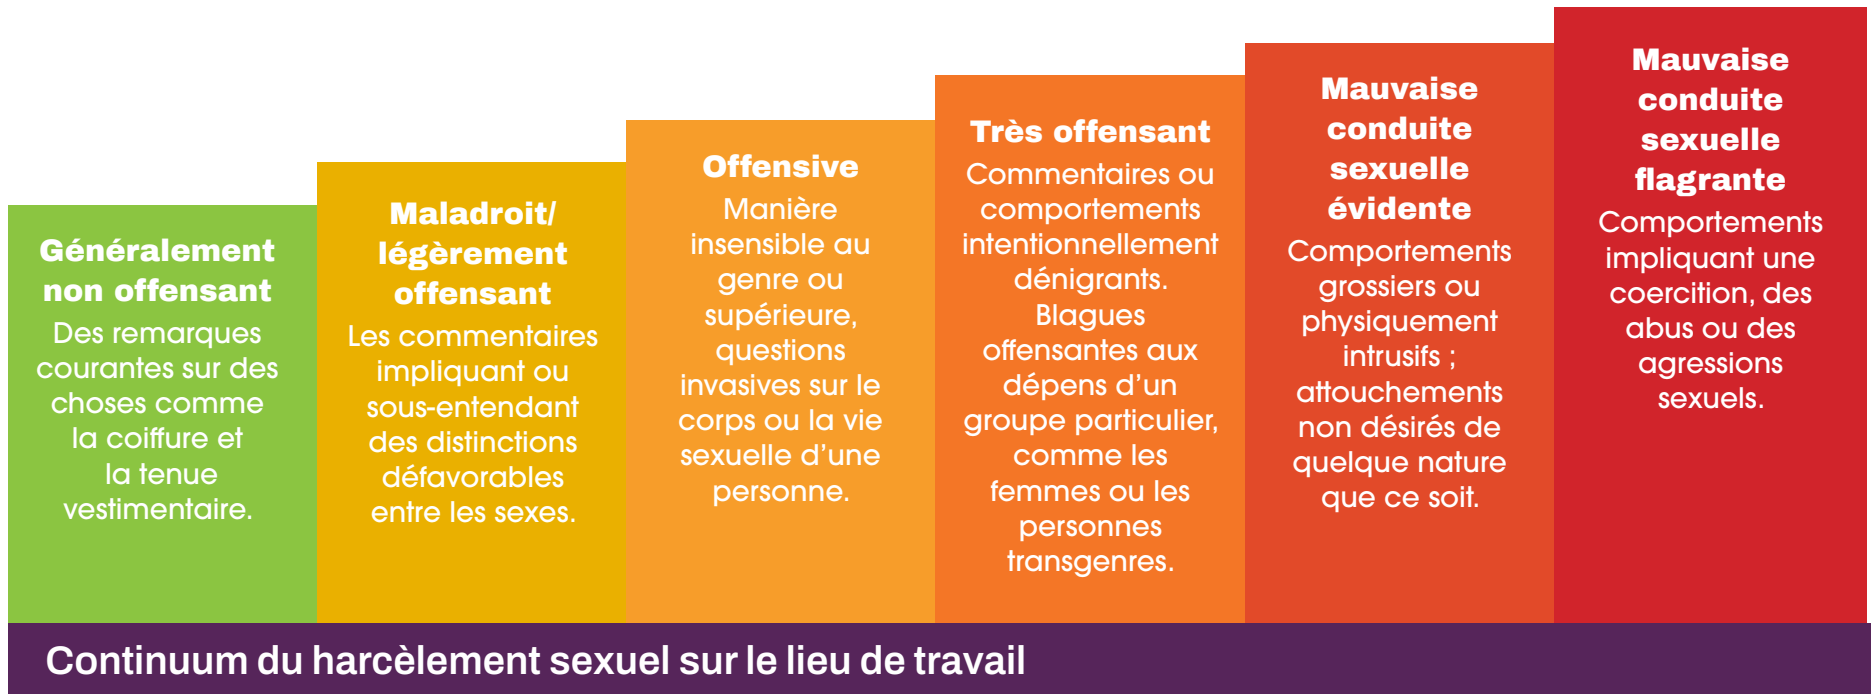 Généralement
non offensant
Des remarques
courantes sur des
choses comme
la coiffure et
la tenue
vestimentaire.
Maladroit/
légèrement
offensant
Les commentaires
impliquant ou
sous-entendant
des distinctions
défavorables
entre les sexes.
Offensive
Manière
insensible au
genre ou
supérieure,
questions
invasives sur le
corps ou la vie
sexuelle d’une
personne.
Très offensant
Commentaires ou
comportements
intentionnellement
dénigrants.
Blagues
offensantes aux
dépens d’un
groupe particulier,
comme les
femmes ou les
personnes
transgenres.
Mauvaise
conduite
sexuelle
évidente
Comportements
grossiers ou
physiquement
intrusifs ;
attouchements
non désirés de
quelque nature
que ce soit.
Mauvaise
conduite
sexuelle
flagrante
Comportements
impliquant une
coercition, des
abus ou des
agressions
sexuels.
Continuum du harcèlement sexuel sur le lieu de travail